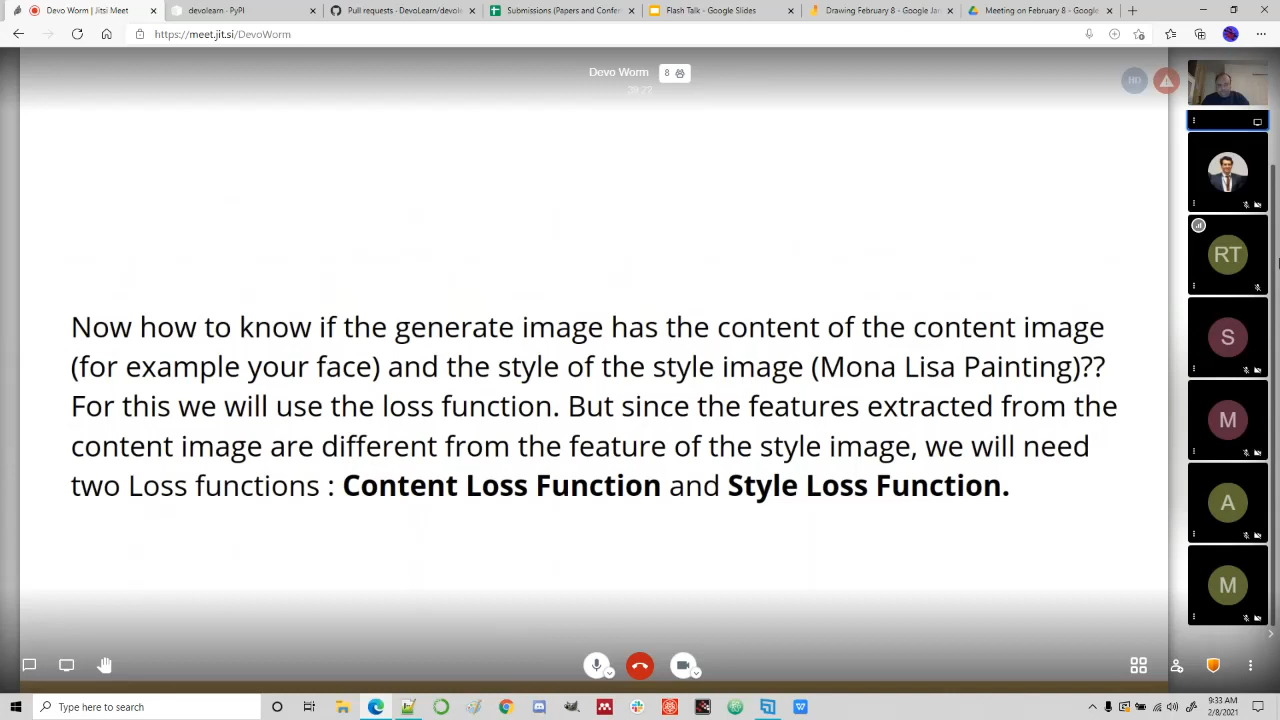 Devo Worm | Jitsi Meet
devolearn · PyPI
Pull requests · DevoLearn/devole
Submissions (Papers and Confer
Flash Talk - Google Slides
Drawing February 8 - Google Jan
Meeting on February 8 - Google
https://meet.jit.si/DevoWorm
Devo Worm 8
HD
Now how to know if the generate image has the content of the content image
(for example your face) and the style of the style image (Mona Lisa Painting)??
For this we will use the loss function. But since the features extracted from the
content image are different from the feature of the style image, we will need
two Loss functions : Content Loss Function and Style Loss Function.
RT
S
M
A
M
Type here to search
9:33 AM
2/8/2021